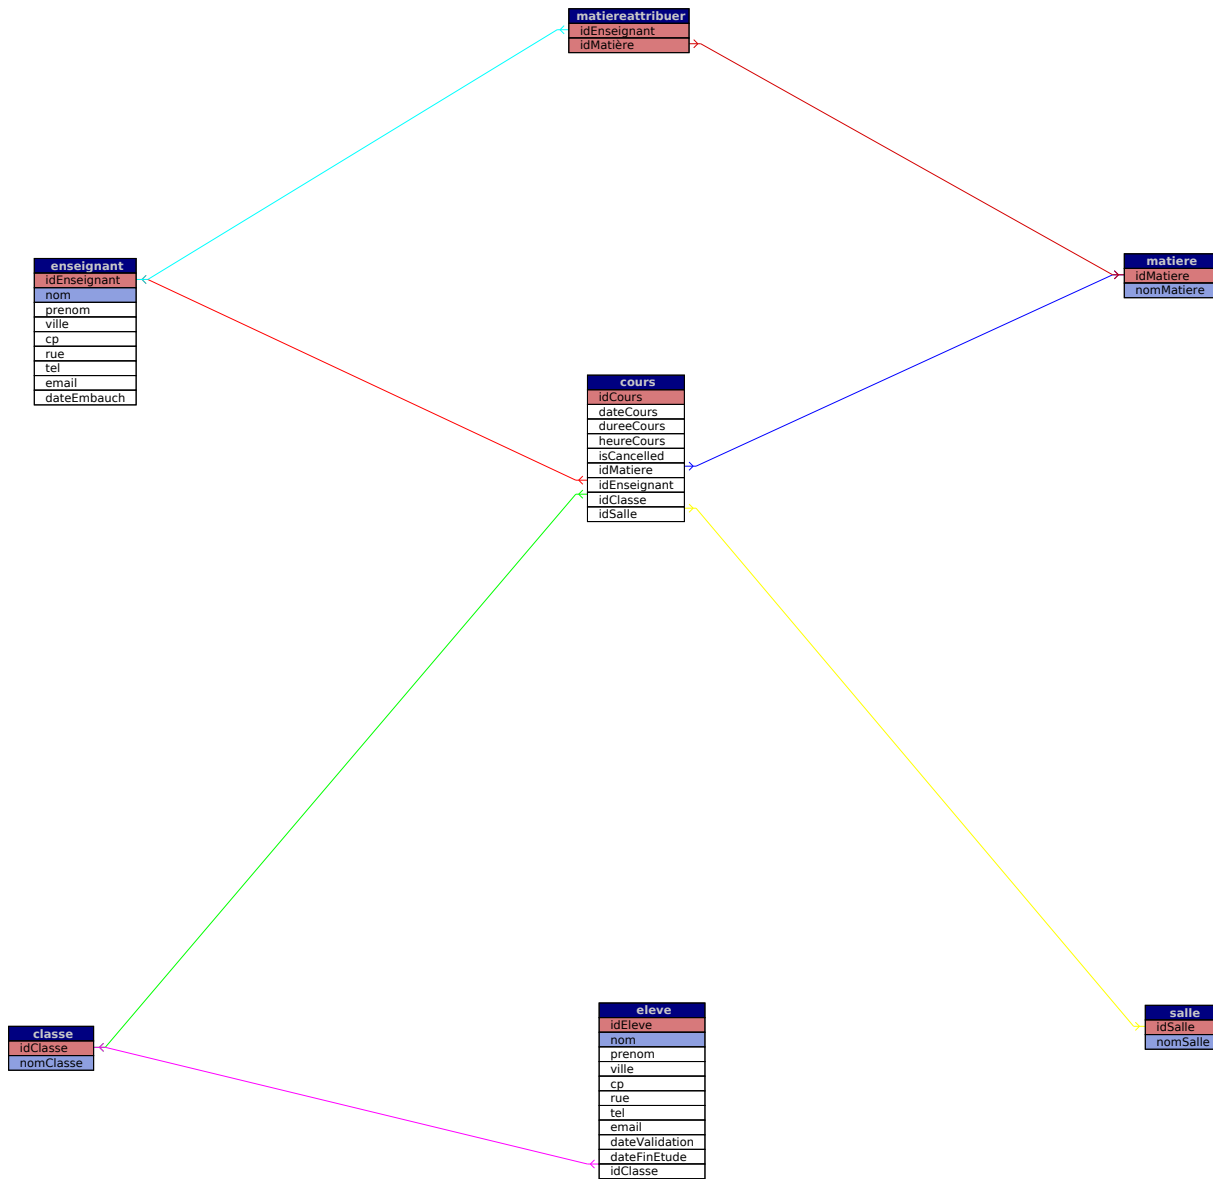 matiereattribuer
idEnseignant
idMatière
enseignant
idEnseignant
nom
prenom
ville
cp
rue
tel
email
dateEmbauch
matiere
idMatiere
nomMatiere
cours
idCours
dateCours
dureeCours
heureCours
isCancelled
idMatiere
idEnseignant
idClasse
idSalle
classe
idClasse
nomClasse
eleve
idEleve
nom
prenom
ville
cp
rue
tel
email
dateValidation
dateFinEtude
idClasse
salle
idSalle
nomSalle